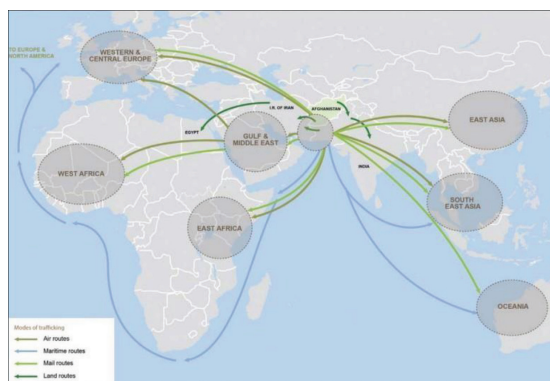 TO EUROPE &
NORTH AMERICA
WESTERN &
CENTRAL EUROPE
I.R. OF IRAN
AFGHANISTAN
EGYPT
GULF &
MIDDLE EAST
EAST ASIA
WEST AFRICA
INDIA
SOUTH
EAST ASIA
EAST AFRICA
OCEANIA
Modes of trafficking
Air routes
Maritime routes
Mail routes
Land routes